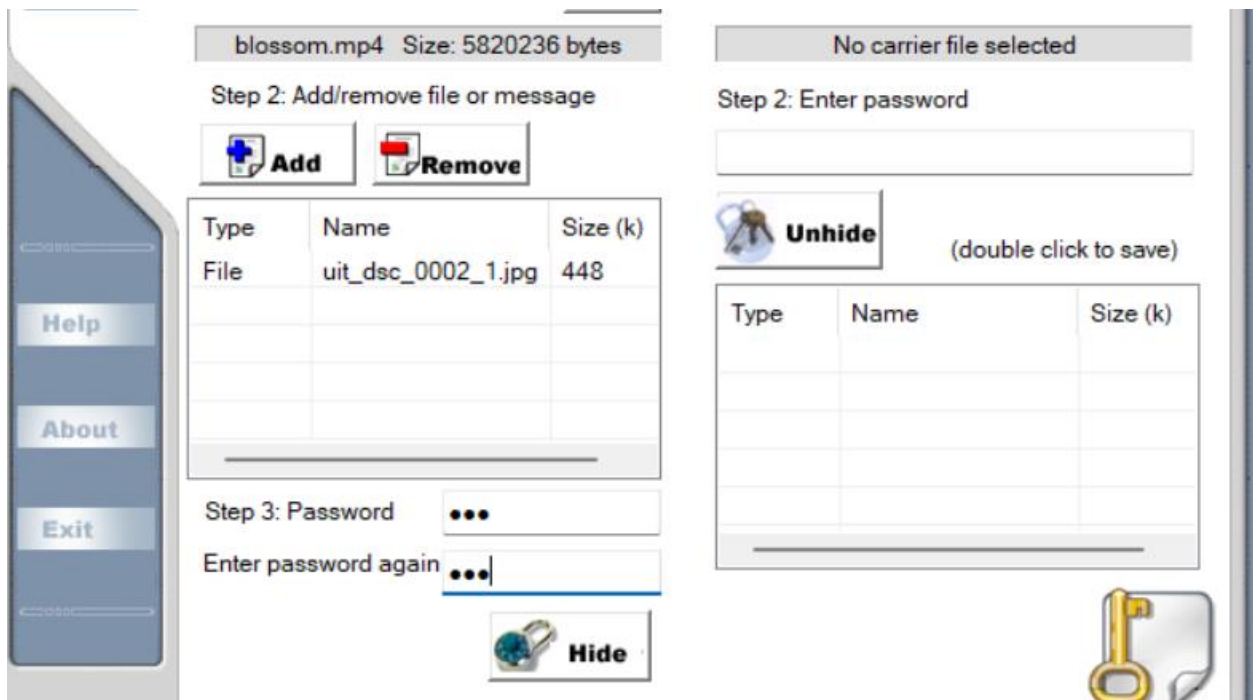 Help
About
Exit
blossom.mp4 Size: 5820236 bytes
Step 2: Add/remove file or message
Add
Remove
Type Name Size (k)
File uit_dsc_0002_1.jpg 448
Step 3: Password •••
Enter password again •••
Hide
No carrier file selected
Step 2: Enter password
Unhide
(double click to save)
Type Name Size (k)